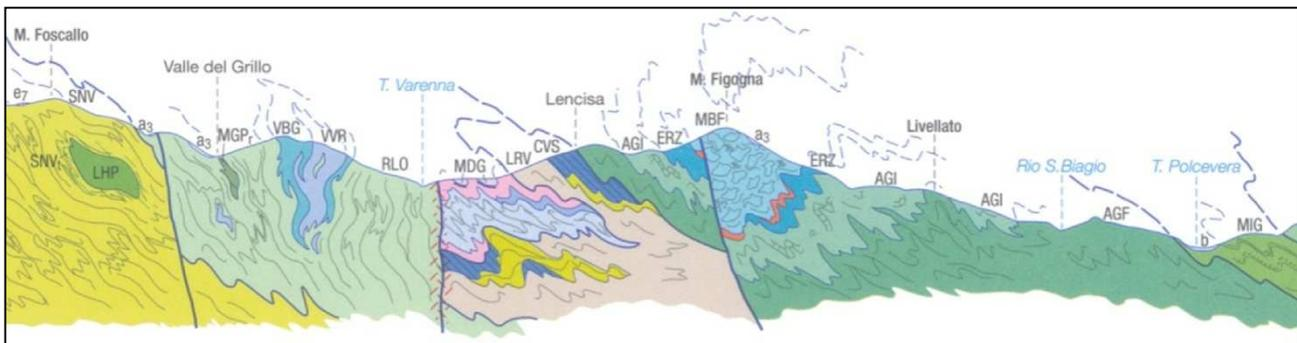 M. Foscallo
e7
SNV
SNV
LHP
a3
Valle del Grillo
a3
MGPr
VBG
VVR
RLO
T. Varenna
MDG
LRV
CVS
Lencisa
AGI
ERZ
MBF
M. Figogna
a3
ERZ
AGI
Livellato
AGI
Rio S.Biagio
AGF
T. Polcevera
b
MIG